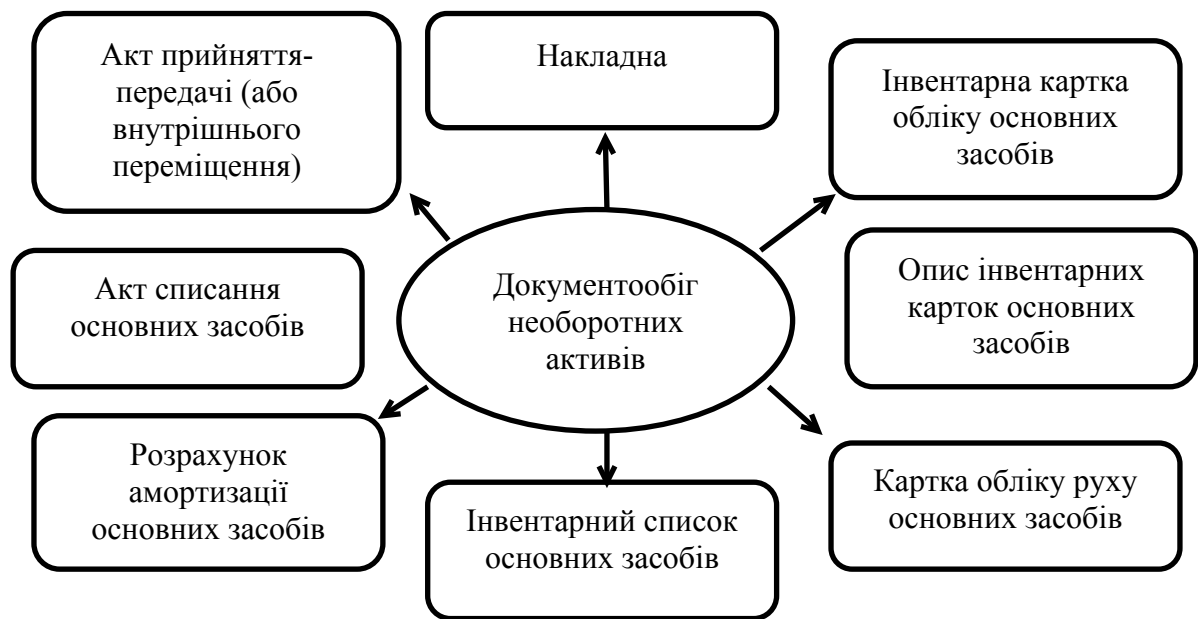 Акт прийняття-
передачі (або
внутрішнього
переміщення)
Накладна
Інвентарна картка
обліку основних
засобів
Акт списання
основних засобів
Документообіг
необоротних
активів
Опис інвентарних
карток основних
засобів
Розрахунок
амортизації
основних засобів
Інвентарний список
основних засобів
Картка обліку руху
основних засобів